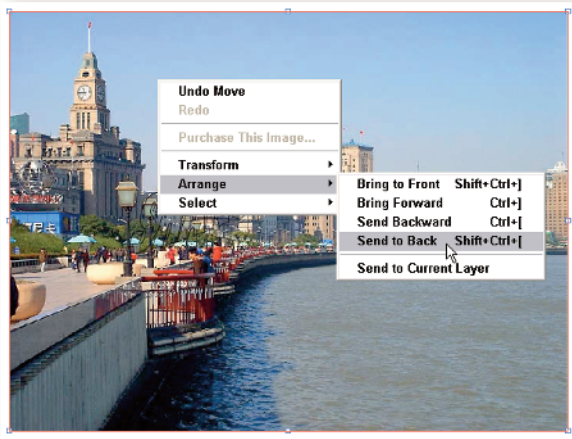 Undo Move
Redo
Purchase This Image...
Transform
Arrange
Select
Bring to Front Shift+Ctrl+]
Bring Forward Ctrl+]
Send Backward Ctrl+[
Send to Back Shift+Ctrl+[
Send to Current Layer